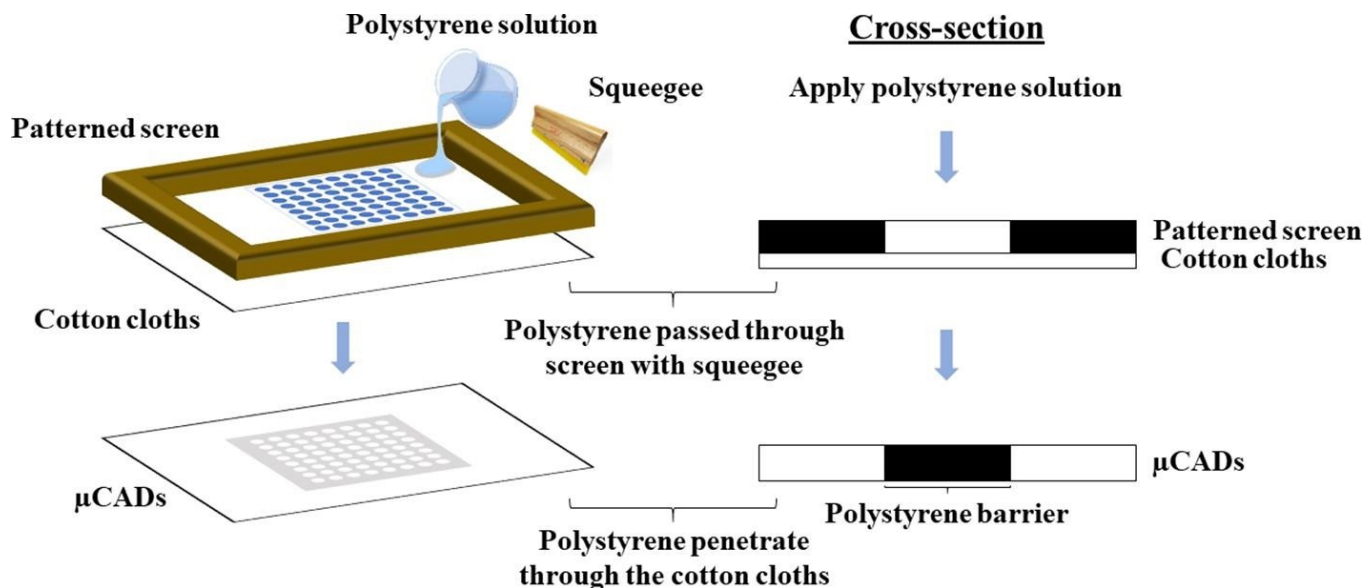 Polystyrene solution
Cross-section
Squeegee
Apply polystyrene solution
Patterned screen
Patterned screen
Cotton cloths
Cotton cloths
Polystyrene passed through
screen with squeegee
µCADs
µCADs
Polystyrene barrier
Polystyrene penetrate
through the cotton cloths